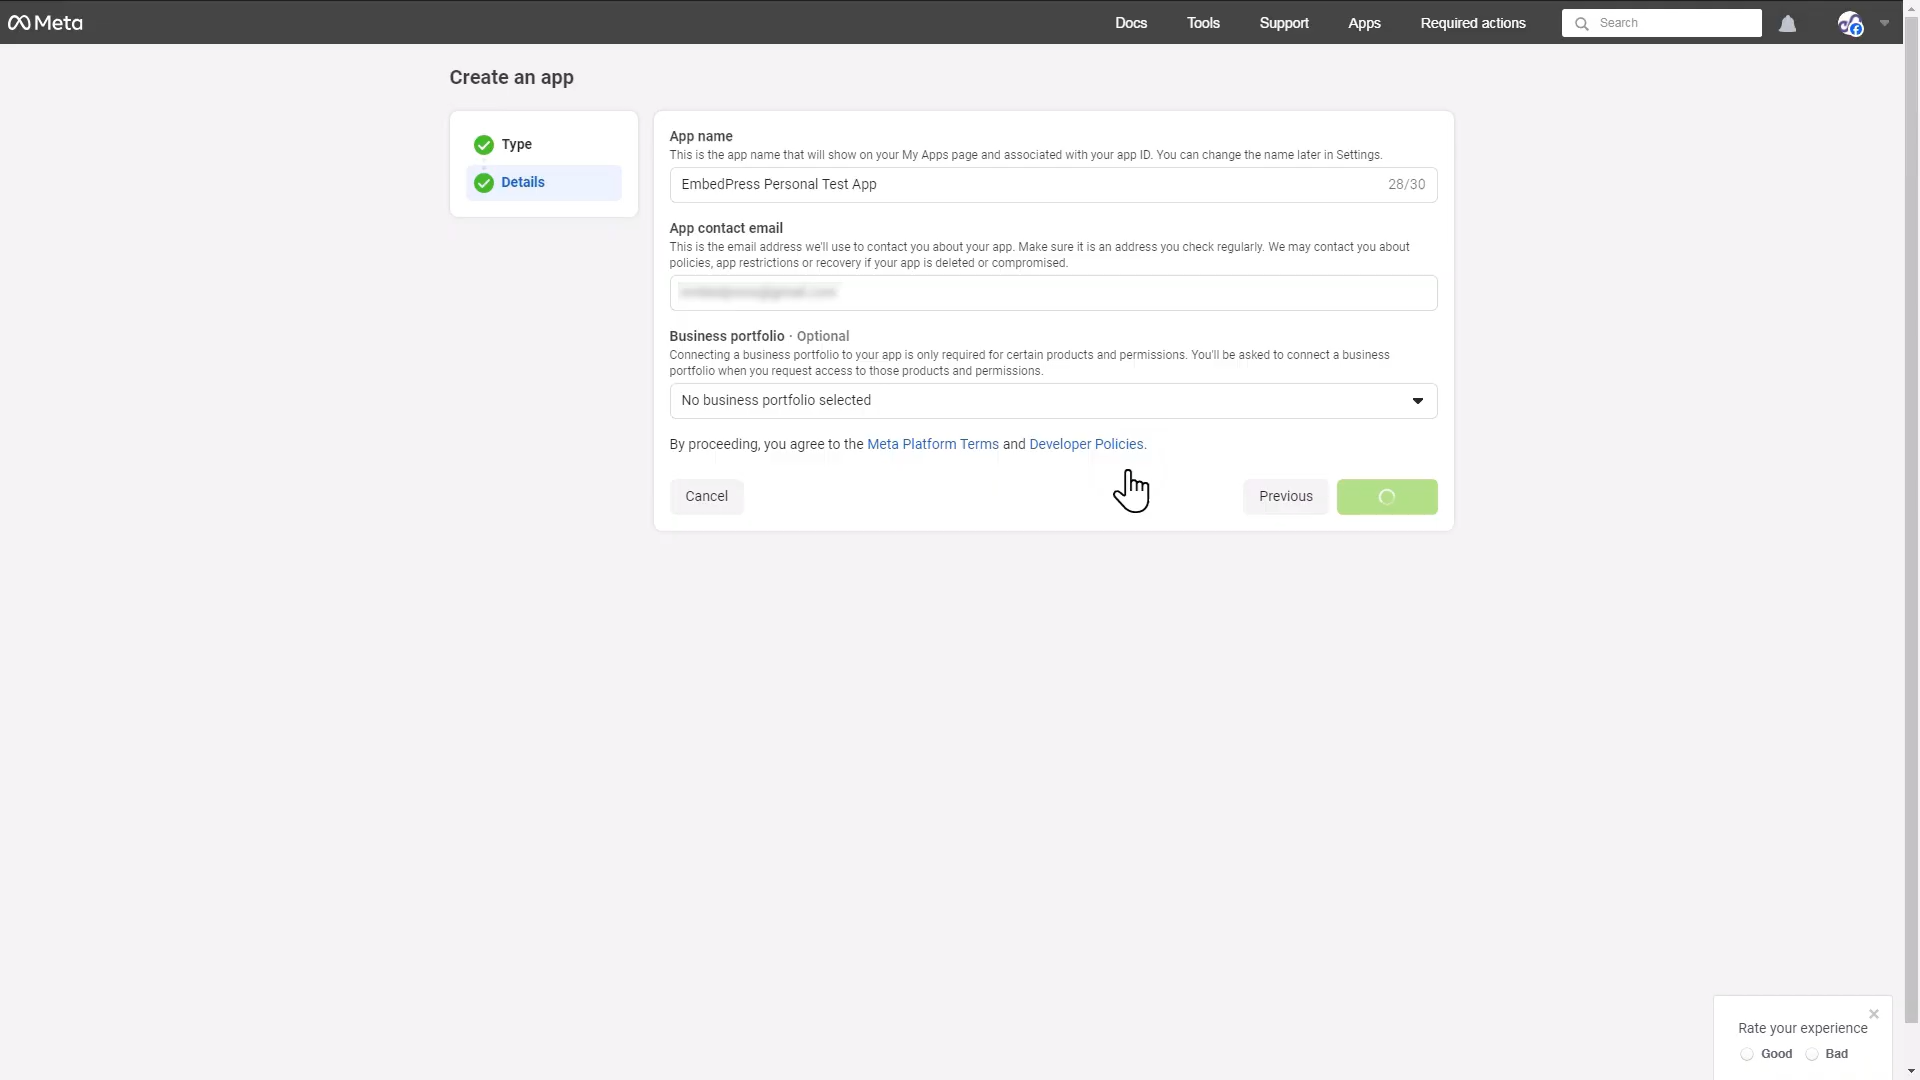 Meta
Docs
Tools
Support
Apps
Required actions
Search
Create an app
Type
Details
App name
This is the app name that will show on your My Apps page and associated with your app ID. You can change the name later in Settings.
EmbedPress Personal Test App
28/30
App contact email
This is the email address we'll use to contact you about your app. Make sure it is an address you check regularly. We may contact you about
policies, app restrictions or recovery if your app is deleted or compromised.
Business portfolio · Optional
Connecting a business portfolio to your app is only required for certain products and permissions. You'll be asked to connect a business
portfolio when you request access to those products and permissions.
No business portfolio selected
By proceeding, you agree to the Meta Platform Terms and Developer Policies.
Cancel
Previous
Rate your experience
Good
Bad